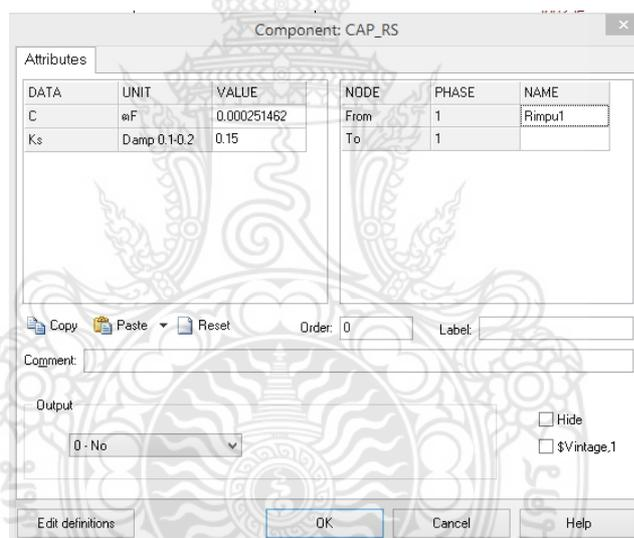 Component: CAP_RS
Attributes
DATA UNIT VALUE NODE PHASE NAME
C ωF 0.000251462 From 1 Rimpu1
Ks Damp 0.1-0.2 0.15 To 1
Copy Paste Reset Order: 0 Label:
Comment:
Output
Hide
0 - No
$Vintage,1
Edit definitions OK Cancel Help